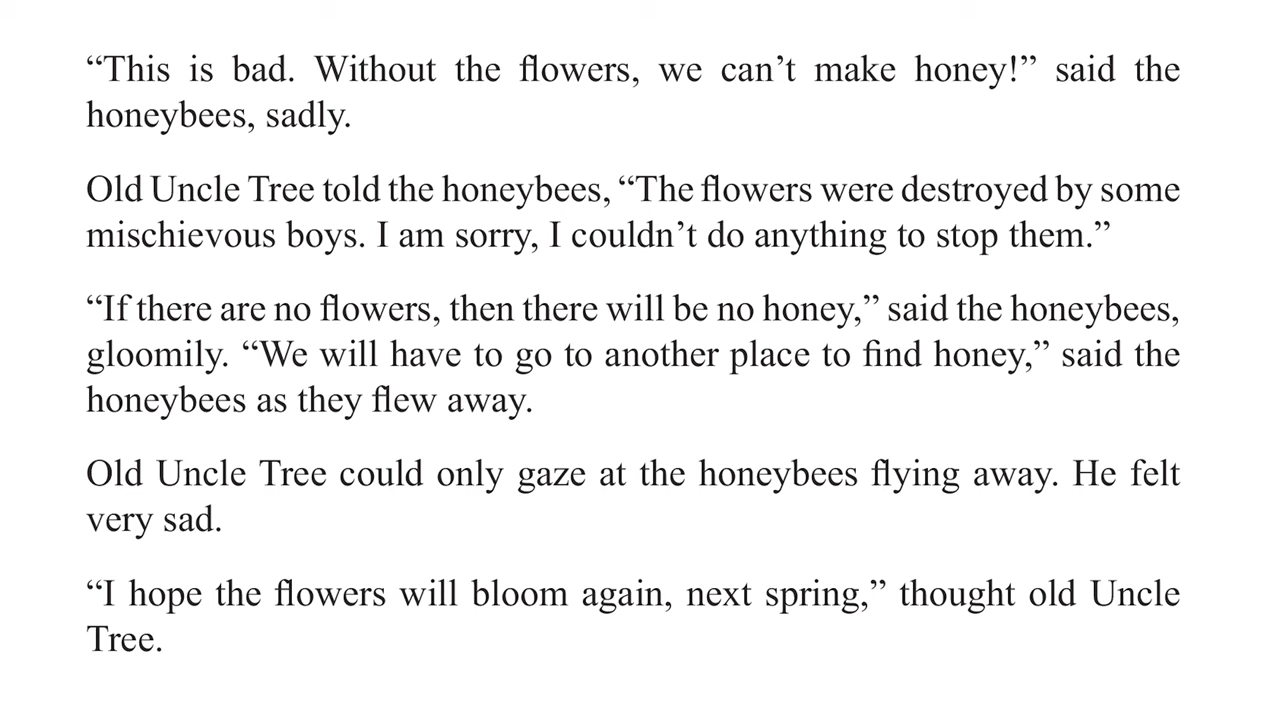 “This is bad. Without the flowers, we can’t make honey!” said the
honeybees, sadly.
Old Uncle Tree told the honeybees, “The flowers were destroyed by some
mischievous boys. I am sorry, I couldn’t do anything to stop them.”
“If there are no flowers, then there will be no honey,” said the honeybees,
gloomily. “We will have to go to another place to find honey,” said the
honeybees as they flew away.
Old Uncle Tree could only gaze at the honeybees flying away. He felt
very sad.
“I hope the flowers will bloom again, next spring,” thought old Uncle
Tree.